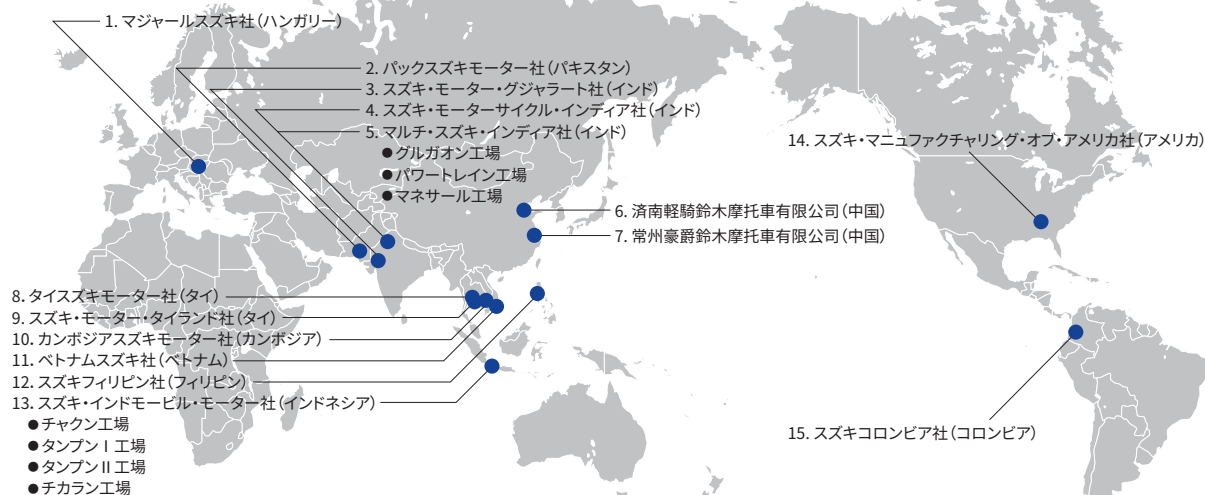 1. マジャールスズキ社（ハンガリー）
2. パックスズキモーター社（パキスタン）
3. スズキ・モーター・グジャラート社（インド）
4. スズキ・モーターサイクル・インディア社（インド）
5. マルチ・スズキ・インディア社（インド）
●グルガオン工場
●パワートレイン工場
●マネサール工場
6. 済南軽騎鈴木摩托車有限公司（中国）
7. 常州豪爵鈴木摩托車有限公司（中国）
8. タイスズキモーター社（タイ）
9. スズキ・モーター・タイランド社（タイ）
10. カンボジアスズキモーター社（カンボジア）
11. ベトナムスズキ社（ベトナム）
12. スズキフィリピン社（フィリピン）
13. スズキ・インドモービル・モーター社（インドネシア）
●チャクン工場
●タンブンⅠ工場
●タンブンⅡ工場
●チカラン工場
14. スズキ・マニュファクチャリング・オブ・アメリカ社（アメリカ）
15. スズキコロンビア社（コロンビア）